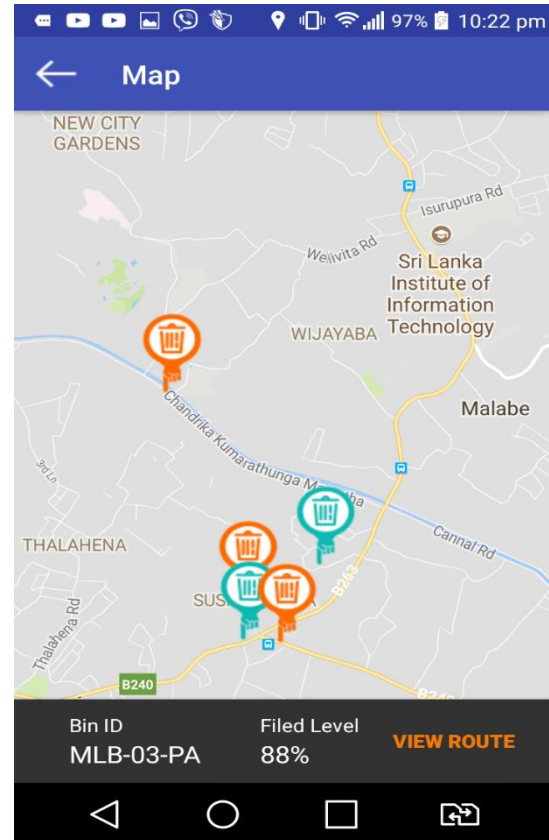 97% 10:22 pm
Map
NEW CITY
GARDENS
Isurupura Rd
Welivita Rd
Sri Lanka
Institute of
Information
Technology
WIJAYABA
Malabe
Chandrika Kumarathunga
3rd Ln
Cannal Rd
THALAHENA
B263
Thalahena Rd
B240
Bin ID
MLB-03-PA
Filed Level
88%
VIEW ROUTE